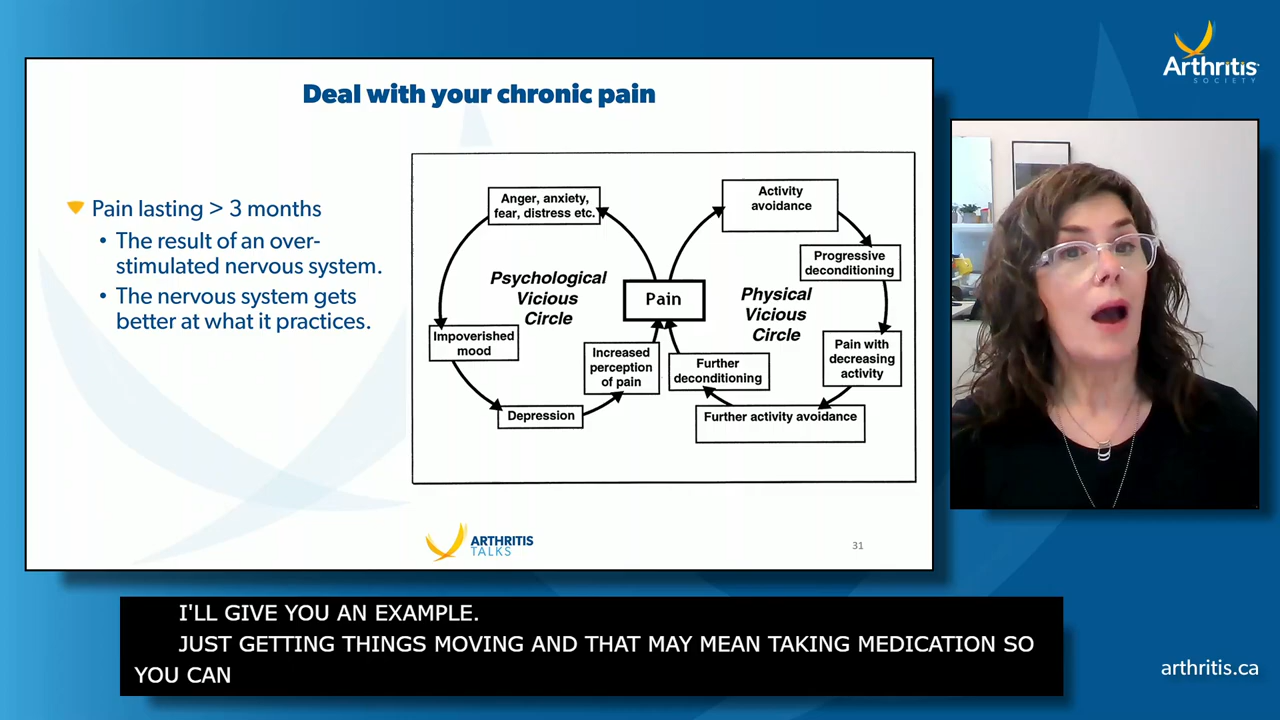 Arthritis
SOCIETY
Deal with your chronic pain
Pain lasting > 3 months
• The result of an over-
stimulated nervous system.
• The nervous system gets
better at what it practices.
Anger, anxiety,
fear, distress etc.
Psychological
Vicious
Circle
Impoverished
mood
Depression
Increased
perception
of pain
Pain
Activity
avoidance
Progressive
deconditioning
Physical
Vicious
Circle
Pain with
decreasing
activity
Further
deconditioning
Further activity avoidance
ARTHRITIS
TALKS
31
I'LL GIVE YOU AN EXAMPLE.
JUST GETTING THINGS MOVING AND THAT MAY MEAN TAKING MEDICATION SO
YOU CAN
arthritis.ca